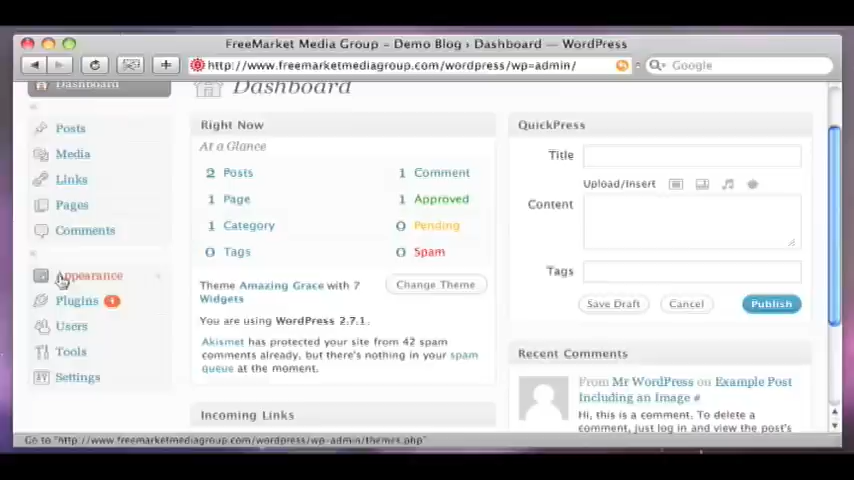 FreeMarket Media Group – Demo Blog › Dashboard — WordPress
http://www.freemarketmediagroup.com/wordpress/wp-admin/
Google
Dashboard
Dashboard
Posts
Media
Links
Pages
Comments
Appearance
Plugins 1
Users
Tools
Settings
Right Now
At a Glance
2 Posts 1 Comment
1 Page 1 Approved
1 Category 0 Pending
0 Tags 0 Spam
Theme Amazing Grace with 7
Widgets
Change Theme
You are using WordPress 2.7.1.
Akismet has protected your site from 42 spam
comments already, but there's nothing in your spam
queue at the moment.
Incoming Links
QuickPress
Title
Upload/Insert
Content
Tags
Save Draft Cancel Publish
Recent Comments
From Mr WordPress on Example Post
Including an Image #
Hi, this is a comment. To delete a
comment, just log in and view the post's
Go to "http://www.freemarketmediagroup.com/wordpress/wp-admin/themes.php"